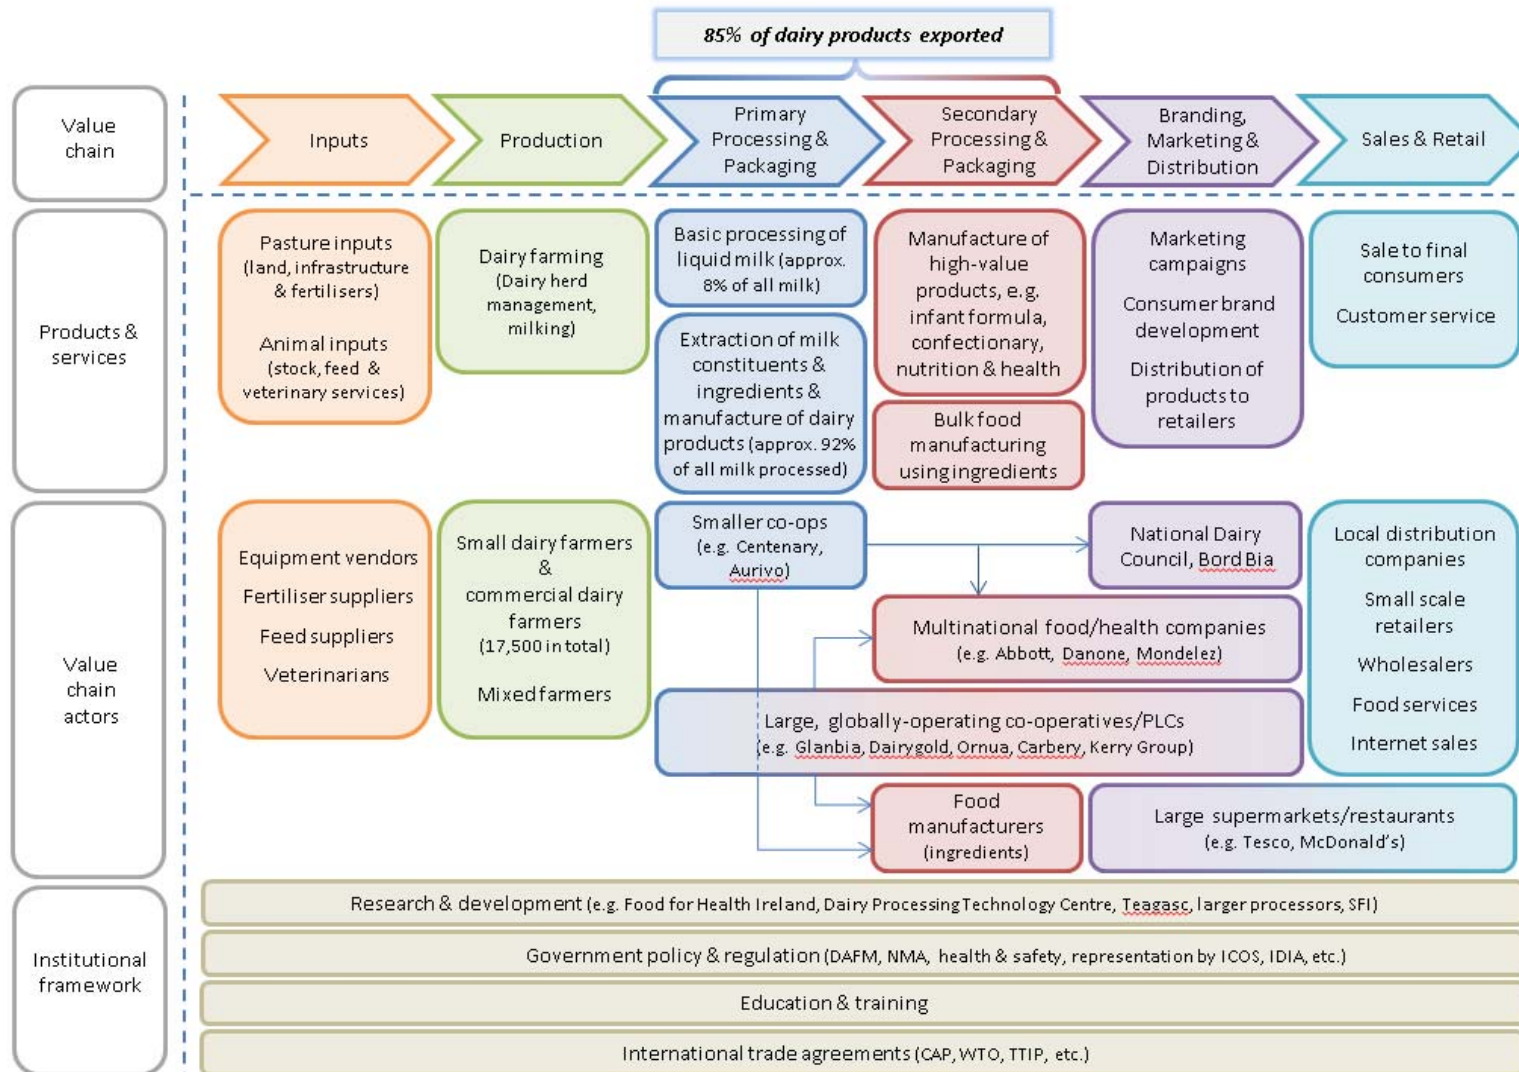 85% of dairy products exported
Value
chain
Inputs
Production
Primary
Processing &
Packaging
Secondary
Processing &
Packaging
Branding,
Marketing &
Distribution
Sales & Retail
Products &
services
Pasture inputs
(land, infrastructure
& fertilisers)
Animal inputs
(stock, feed &
veterinary services)
Dairy farming
(Dairy herd
management,
milking)
Basic processing of
liquid milk (approx.
8% of all milk)
Extraction of milk
constituents &
ingredients &
manufacture of dairy
products (approx. 92%
of all milk processed)
Manufacture of
high-value
products, e.g.
infant formula,
confectionary,
nutrition & health
Bulk food
manufacturing
using ingredients
Marketing
campaigns
Consumer brand
development
Distribution of
products to
retailers
Sale to final
consumers
Customer service
Value
chain
actors
Equipment vendors
Fertiliser suppliers
Feed suppliers
Veterinarians
Small dairy farmers
&
commercial dairy
farmers
(17,500 in total)
Mixed farmers
Smaller co-ops
(e.g. Centenary,
Aurivo)
National Dairy
Council, Bord Bia
Multinational food/health companies
(e.g. Abbott, Danone, Mondelez)
Large, globally-operating co-operatives/PLCs
(e.g. Glanbia, Dairygold, Ornua, Carbery, Kerry Group)
Food
manufacturers
(ingredients)
Local distribution
companies
Small scale
retailers
Wholesalers
Food services
Internet sales
Large supermarkets/restaurants
(e.g. Tesco, McDonald's)
Institutional
framework
Research & development (e.g. Food for Health Ireland, Dairy Processing Technology Centre, Teagasc, larger processors, SFI)
Government policy & regulation (DAFM, NMA, health & safety, representation by ICOS, IDIA, etc.)
Education & training
International trade agreements (CAP, WTO, TTIP, etc.)